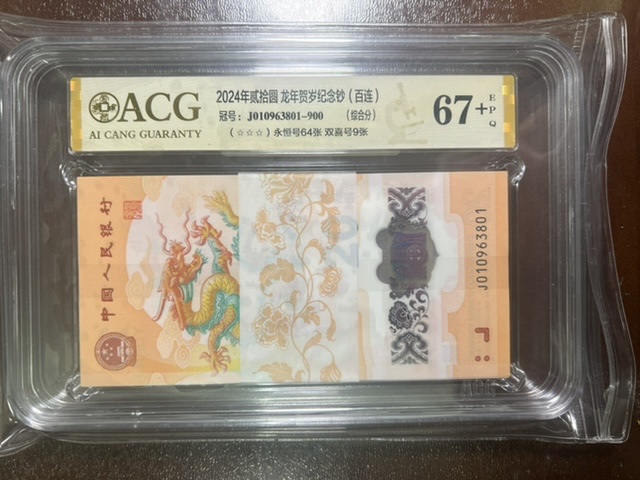 ACG
AI CANG GUARANTY
2024年贰拾圆 龙年贺岁纪念钞（百连）
冠号：J010963801-900 （综合分）
（☆☆☆）永恒号64张 双喜号9张
67+
EPQ
中国人民银行
20
J010963801